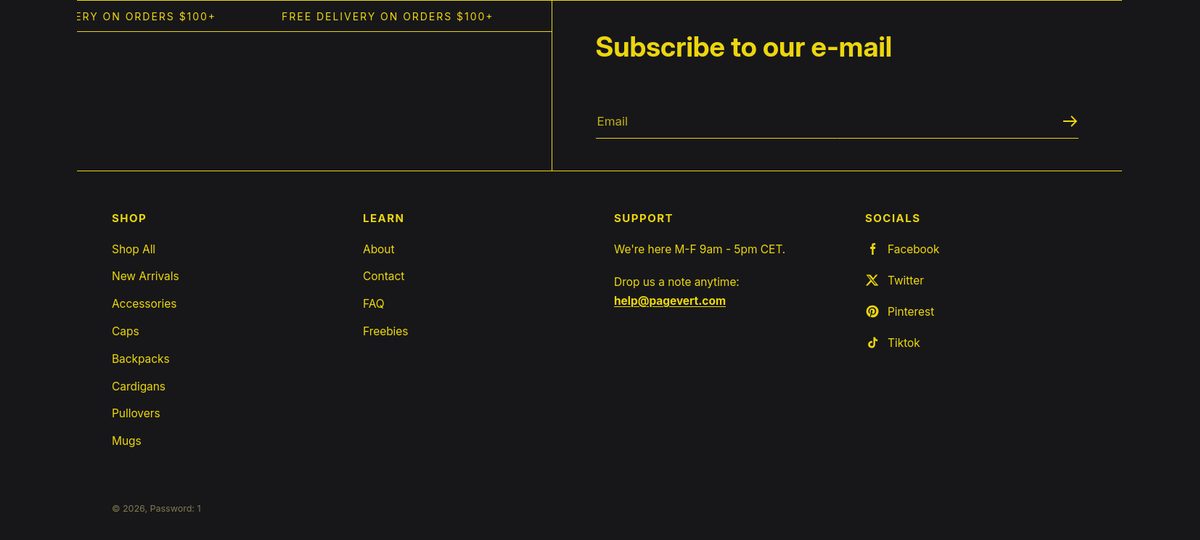 ERY ON ORDERS $100+
FREE DELIVERY ON ORDERS $100+
Subscribe to our e-mail
Email
SHOP
Shop All
New Arrivals
Accessories
Caps
Backpacks
Cardigans
Pullovers
Mugs
LEARN
About
Contact
FAQ
Freebies
SUPPORT
We're here M-F 9am - 5pm CET.
Drop us a note anytime:
help@pagevert.com
SOCIALS
Facebook
Twitter
Pinterest
Tiktok
© 2026, Password: 1